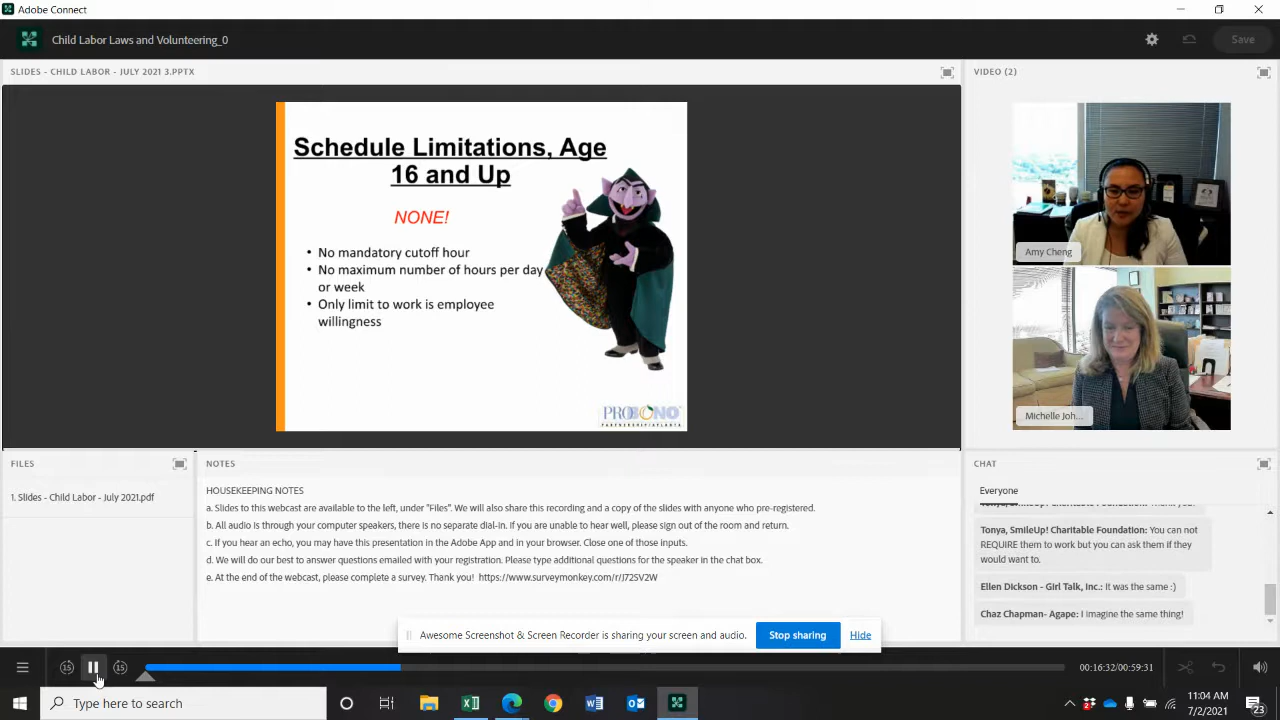 Adobe Connect
Child Labor Laws and Volunteering_0
Save
SLIDES - CHILD LABOR - JULY 2021 3.PPTX
Schedule Limitations, Age
16 and Up
NONE!
• No mandatory cutoff hour
• No maximum number of hours per day
or week
• Only limit to work is employee
willingness
PRO BONO
PARTNERSHIP/ATLANTA
VIDEO (2)
Amy Cheng
Michelle Joh...
FILES
1. Slides - Child Labor - July 2021.pdf
NOTES
HOUSEKEEPING NOTES
a. Slides to this webcast are available to the left, under "Files". We will also share this recording and a copy of the slides with anyone who pre-registered.
b. All audio is through your computer speakers, there is no separate dial-in. If you are unable to hear well, please sign out of the room and return.
c. If you hear an echo, you may have this presentation in the Adobe App and in your browser. Close one of those inputs.
d. We will do our best to answer questions emailed with your registration. Please type additional questions for the speaker in the chat box.
e. At the end of the webcast, please complete a survey. Thank you! https://www.surveymonkey.com/r/J72SV2W
CHAT
Everyone
Tonya, SmileUp! Charitable Foundation: You can not
REQUIRE them to work but you can ask them if they
would want to.
Ellen Dickson - Girl Talk, Inc.: It was the same :)
Chaz Chapman- Agape: I imagine the same thing!
Awesome Screenshot & Screen Recorder is sharing your screen and audio.
Stop sharing
Hide
15
15
00:16:32/00:59:31
Type here to search
11:04 AM
7/2/2021
23